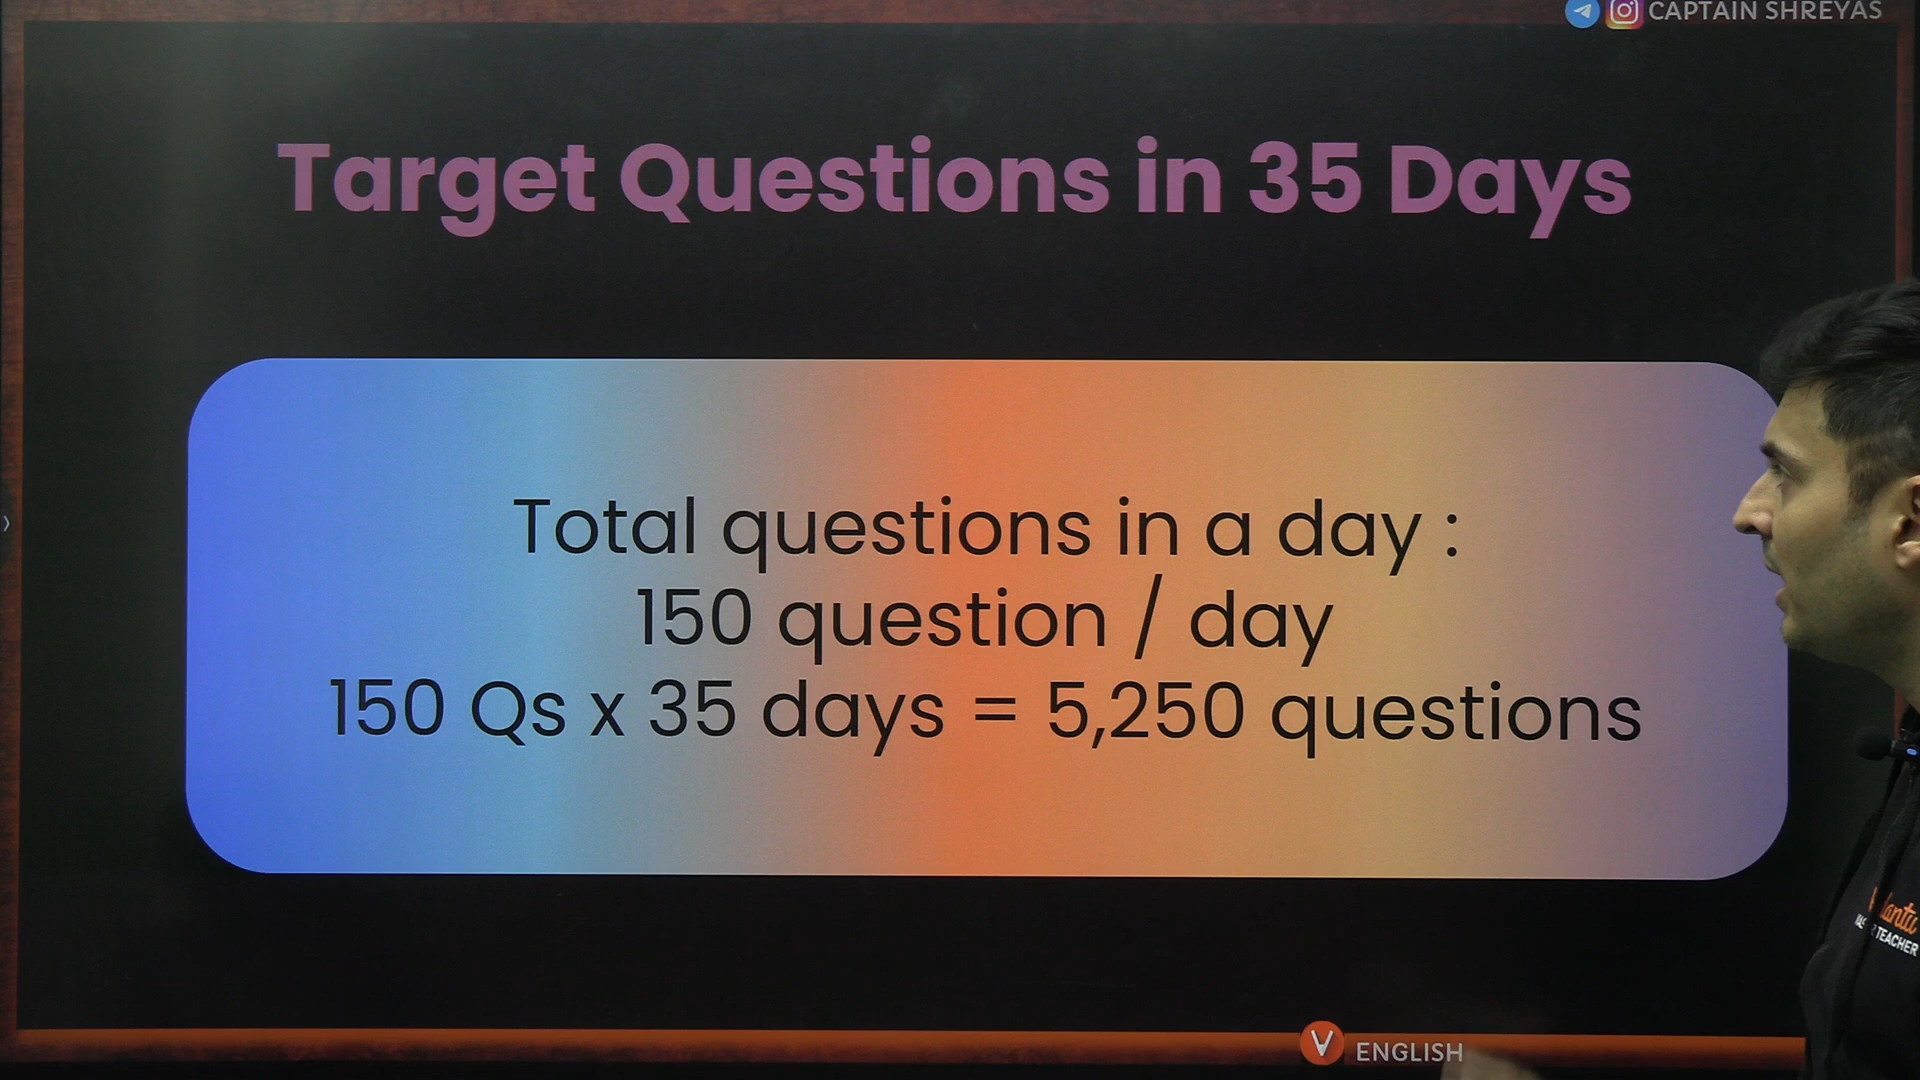 CAPTAIN SHREYAS
Target Questions in 35 Days
Total questions in a day :
150 question / day
150 Qs x 35 days = 5,250 questions
TEACHER
V ENGLISH